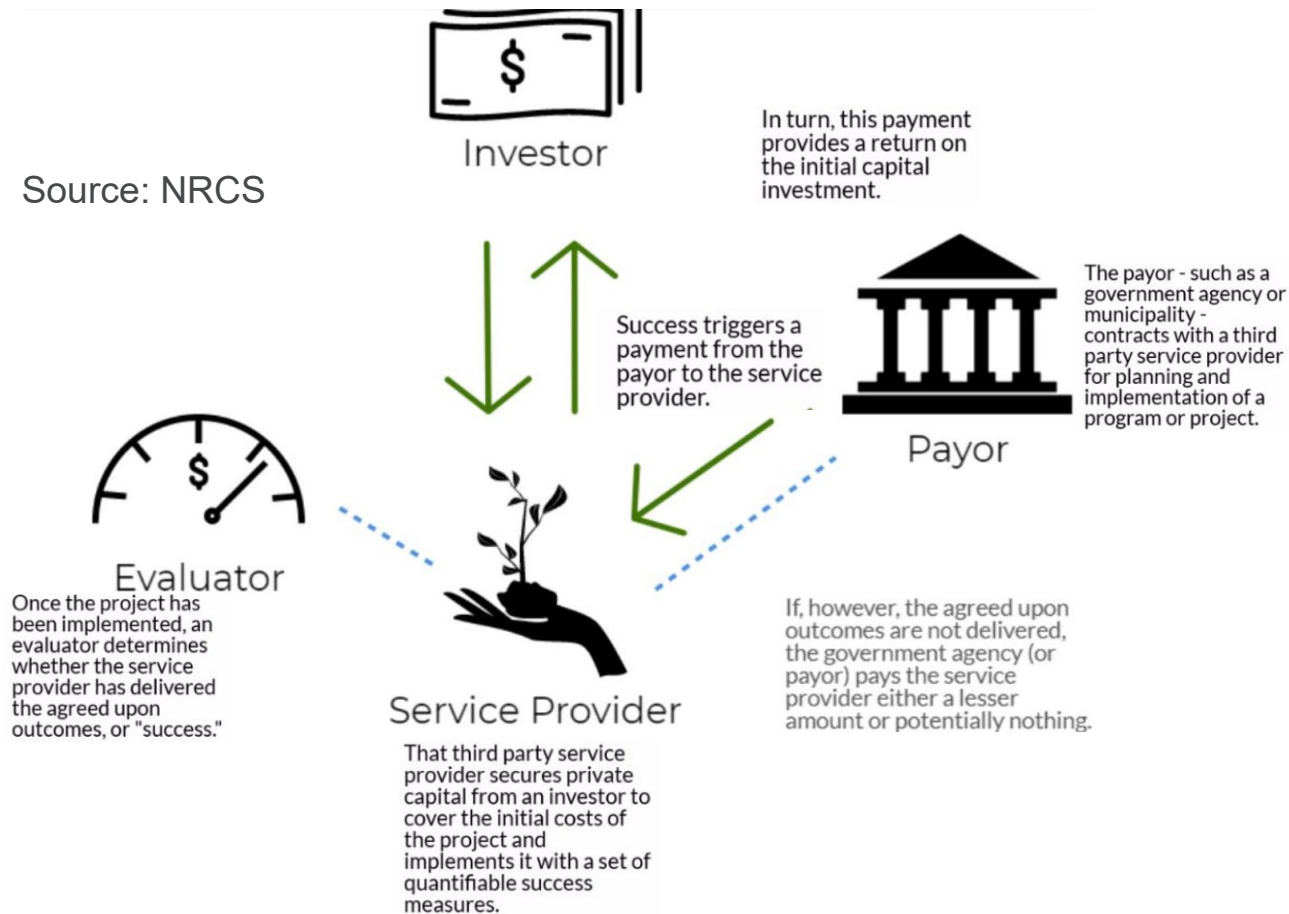 $
Investor
In turn, this payment
provides a return on
the initial capital
investment.
Source: NRCS
Success triggers a
payment from the
payor to the service
provider.
The payor - such as a
government agency or
municipality -
contracts with a third
party service provider
for planning and
implementation of a
program or project.
Payor
$
Evaluator
Once the project has
been implemented, an
evaluator determines
whether the service
provider has delivered
the agreed upon
outcomes, or "success."
If, however, the agreed upon
outcomes are not delivered,
the government agency (or
payor) pays the service
provider either a lesser
amount or potentially nothing.
Service Provider
That third party service
provider secures private
capital from an investor to
cover the initial costs of
the project and
implements it with a set of
quantifiable success
measures.